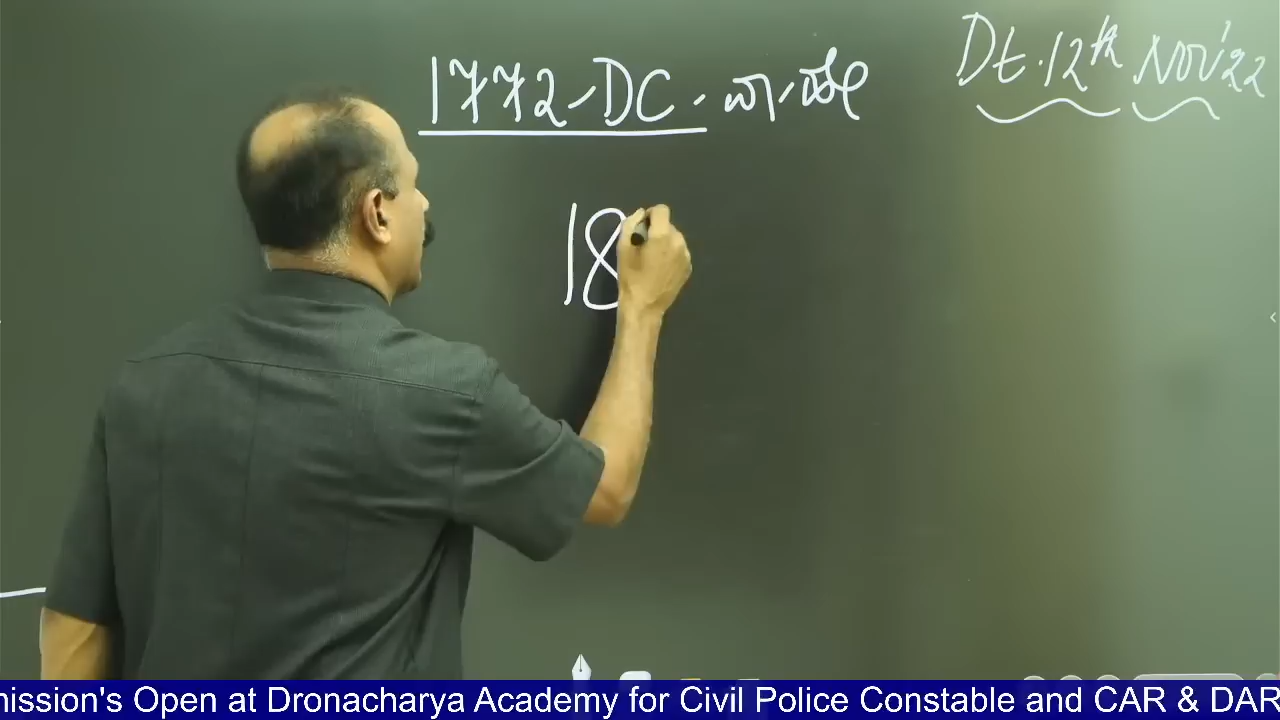 1772-DC.
Dt. 12th Nov'22
18
mission's Open at Dronacharya Academy for Civil Police Constable and CAR & DAR